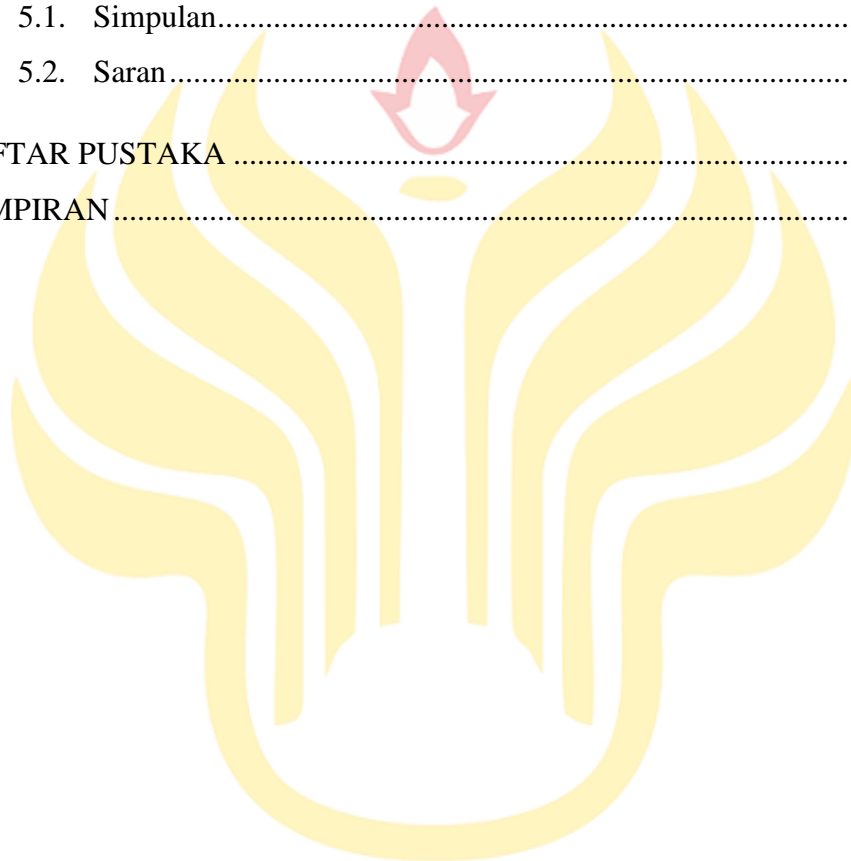 5.1. Simpulan................................................................................
5.2. Saran......................................................................................
FTAR PUSTAKA ..............................................................................
MPIRAN.............................................................................................